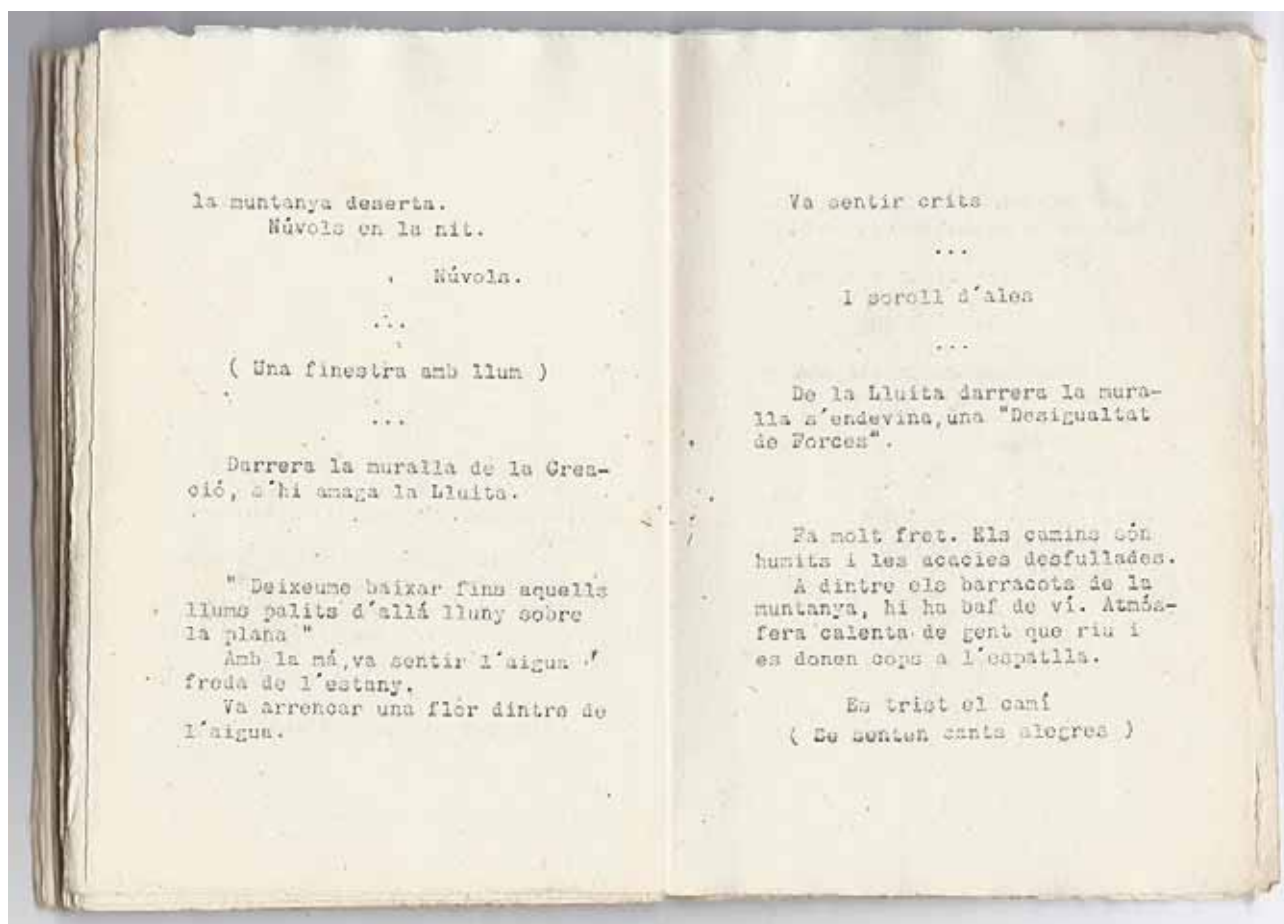 la muntanya deserta.
Núvols en la nit.
Núvols.
...
( Una finestra amb llum )
...
Darrera la muralla de la Crea-
ció, s'hi amaga la Lluita.
" Deixeume baixar fins aquells
llums palits d'allá lluny sobre
la plana "
Amb la má,va sentir l'aigua
freda de l'estany.
Va arrencar una flor dintre de
l'aigua.
Va sentir crits
...
I soroll d'ales
...
De la Lluita darrera la mura-
lla s'endevina,una "Desigualtat
de Forces".
Fa molt fret. Els camins són
humits i les acacies desfullades.
A dintre els barracots de la
muntanya, hi ha baf de ví. Atmós-
fera calenta de gent que riu i
es donen cops a l'espatlla.
Es trist el camí
( Se senten cants alegres )